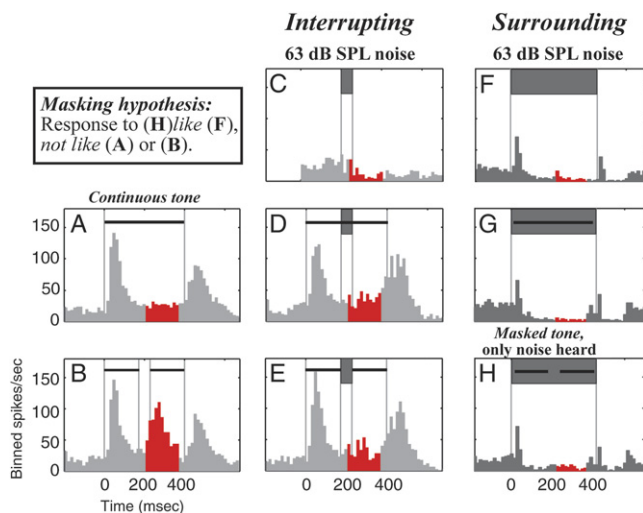 Interrupting
Surrounding
63 dB SPL noise
63 dB SPL noise
C
F
Masking hypothesis:
Response to (H)like (F),
not like (A) or (B).
Continuous tone
150
100
50
0
A
D
G
Masked tone,
only noise heard
150
100
50
0
B
E
H
Binned spikes/sec
0 200 400
0 200 400
0 200 400
Time (msec)